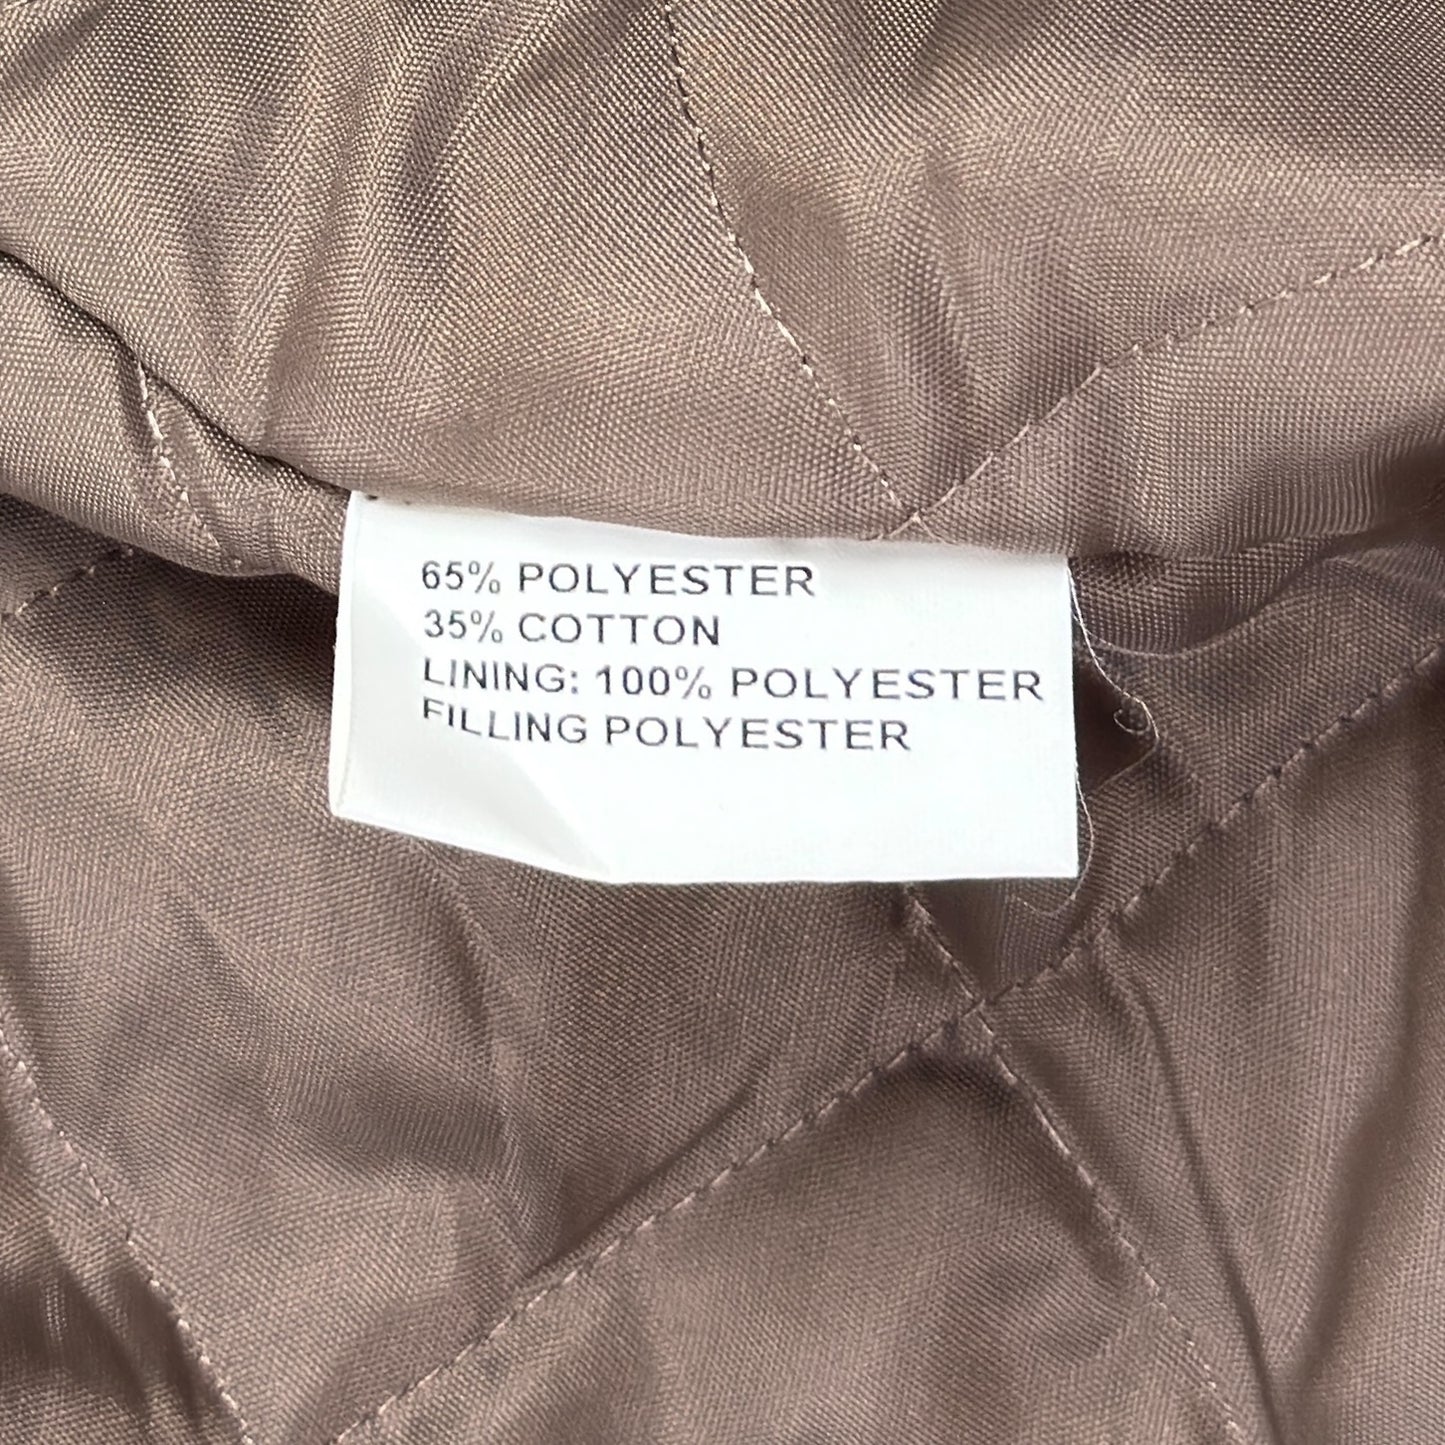 65% POLYESTER
35% COTTON
LINING: 100% POLYESTER
FILLING POLYESTER